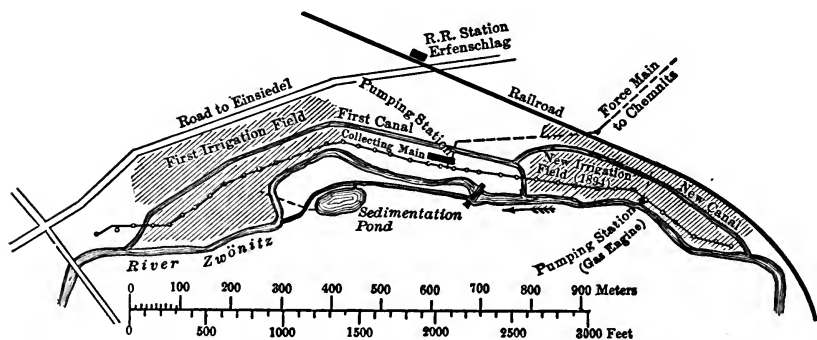 R.R. Station
Erfenschlag
Road to Einsiedel
Pumping Station
Railroad
Force Main
to Chemnitz
First Irrigation Field
First Canal
Collecting Main
New Irrigation
Field (1894)
New Canal
Sedimentation
Pond
Pumping Station
(Gas Engine)
River Zwönitz
0 100 200 300 400 500 600 700 800 900 Meters
0 500 1000 1500 2000 2500 3000 Feet